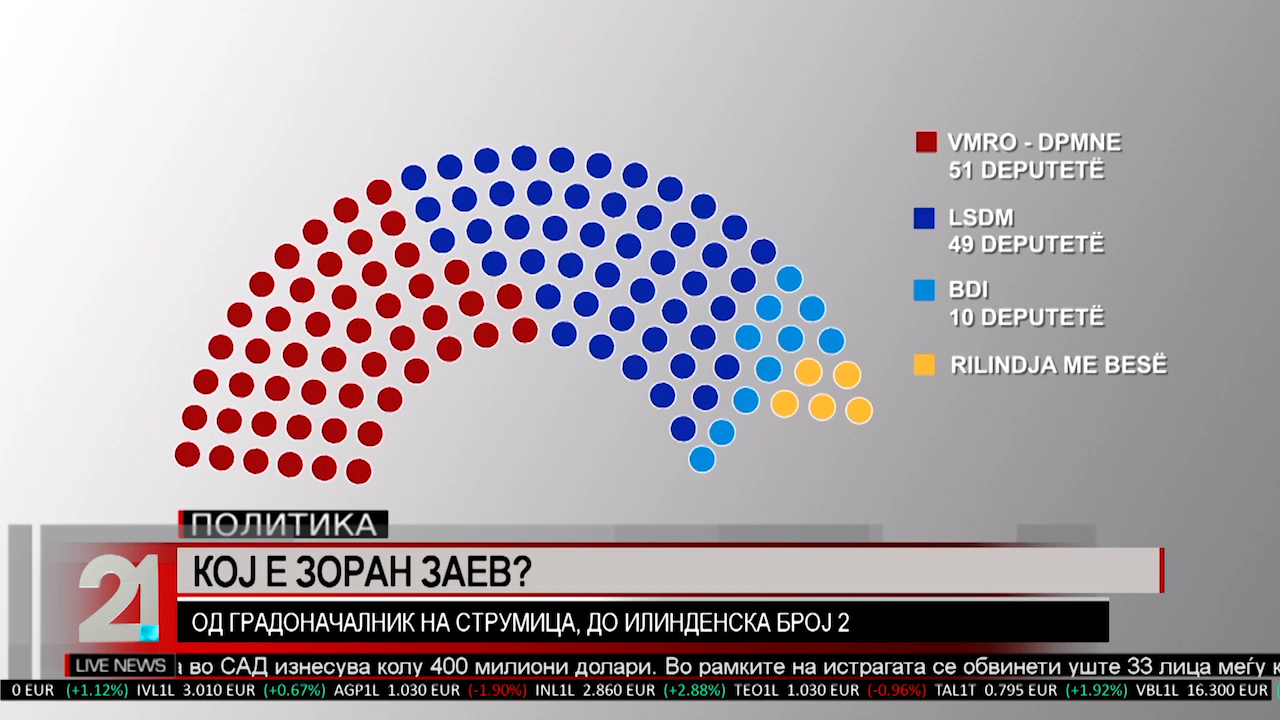 VMRO - DPMNE
51 DEPUTETË
LSDM
49 DEPUTETË
BDI
10 DEPUTETË
RILINDJA ME BESË
ПОЛИТИКА
21
КОЈ Е ЗОРАН ЗАЕВ?
ОД ГРАДОНАЧАЛНИК НА СТРУМИЦА, ДО ИЛИНДЕНСКА БРОЈ 2
LIVE NEWS во САД изнесува колу 400 милиони долари. Во рамките на истрагата се обвинети уште 33 лица меѓу
0 EUR (+1.12%) IVL1L 3.010 EUR (+0.67%) AGP1L 1.030 EUR (-1.90%) INL1L 2.860 EUR (+2.88%) TEO1L 1.030 EUR (-0.96%) TAL1T 0.795 EUR (+1.92%) VBL1L 16.300 EUR